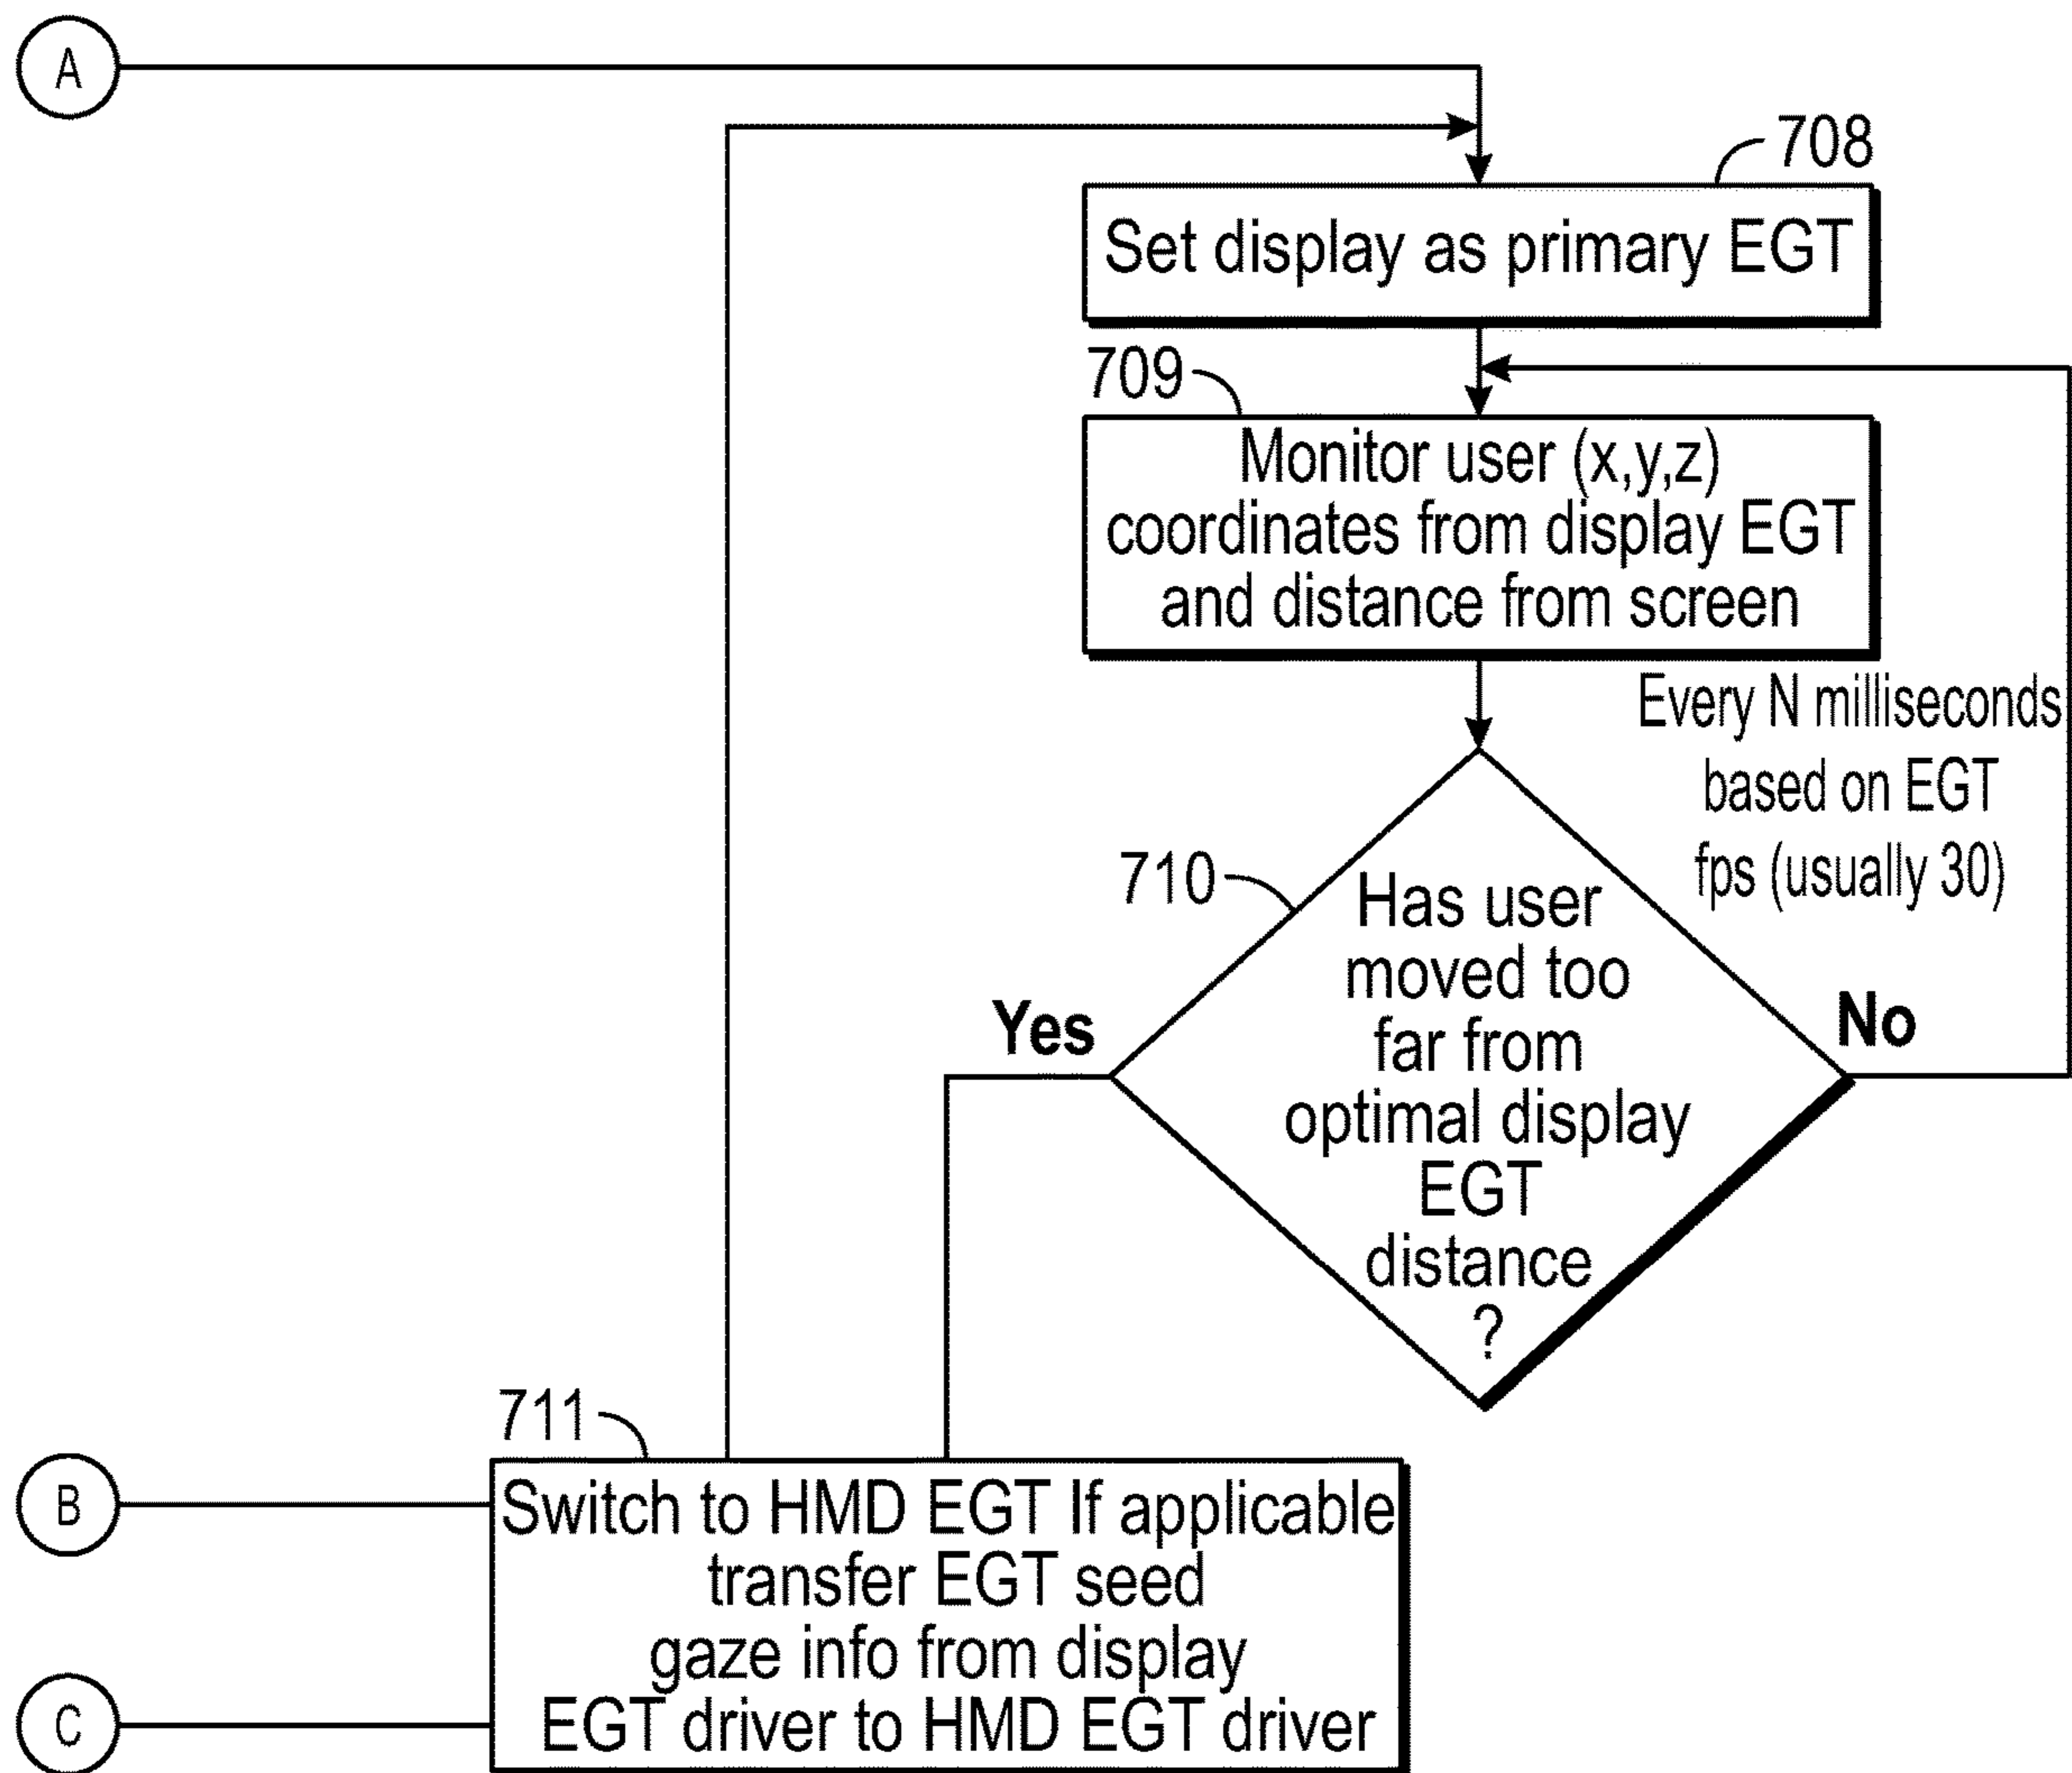 A
708
Set display as primary EGT
709
Monitor user (x,y,z)
coordinates from display EGT
and distance from screen
Every N milliseconds
based on EGT
fps (usually 30)
710
Has user
moved too
far from
optimal display
EGT
distance
?
Yes
No
711
B
C
Switch to HMD EGT If applicable
transfer EGT seed
gaze info from display
EGT driver to HMD EGT driver